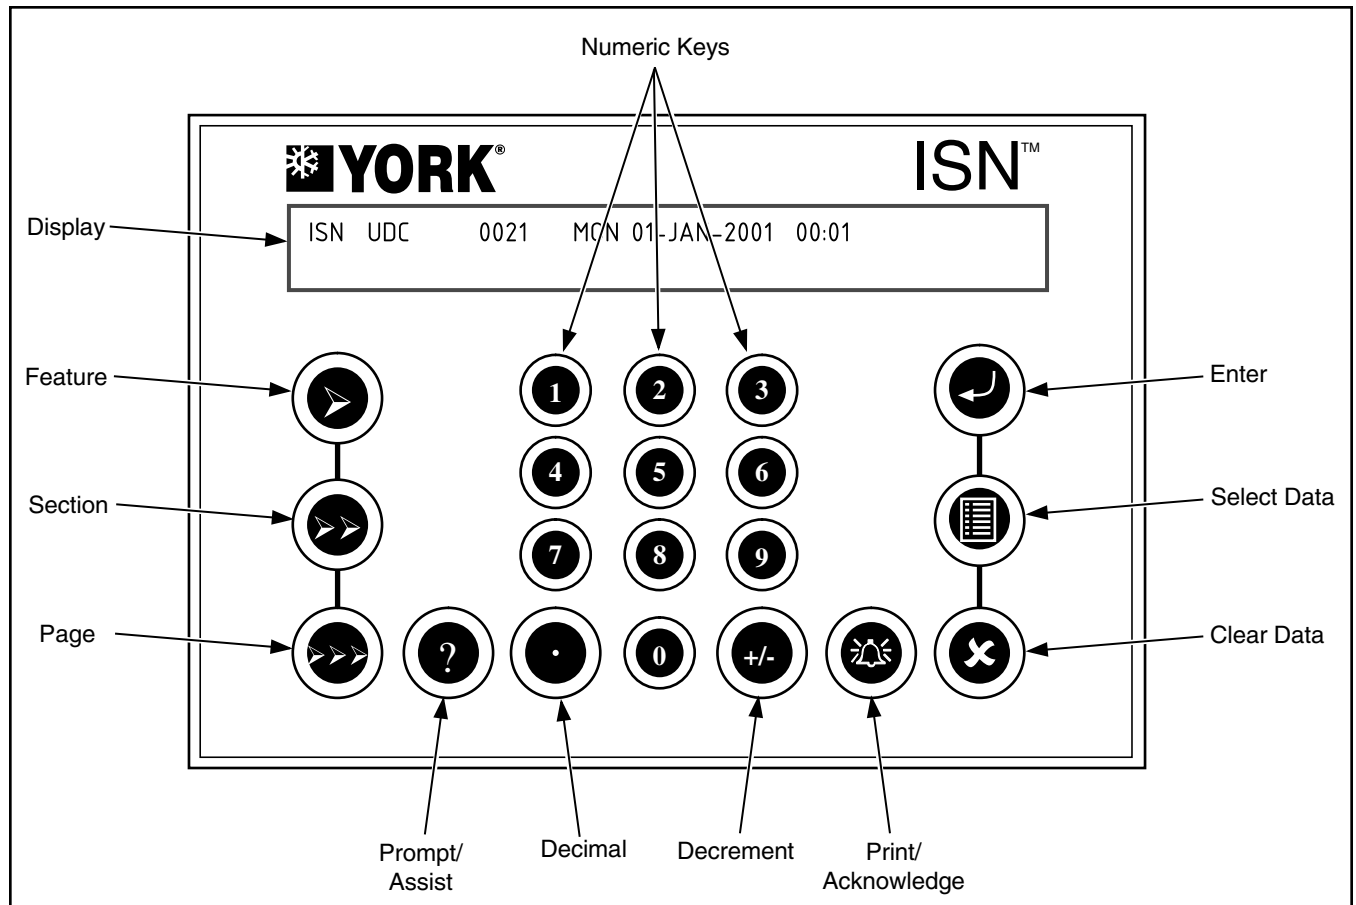 Numeric Keys
YORK®
ISN™
Display
ISN UDC 0021 MON 01-JAN-2001 00:01
Feature
1 2 3
Enter
4 5 6
Section
Select Data
7 8 9
Page
? . 0 +/-
Clear Data
Prompt/
Assist
Decimal
Decrement
Print/
Acknowledge